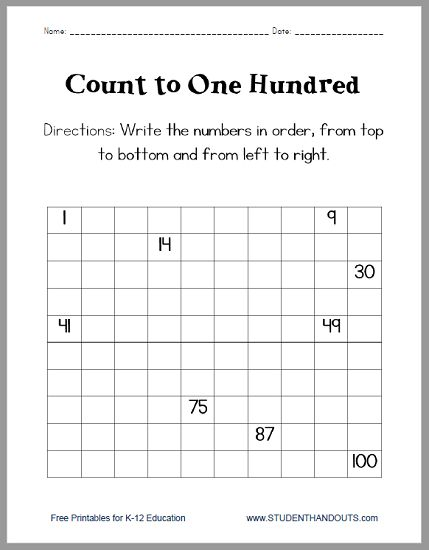 Name: ______________________________________ Date: _________________
Count to One Hundred
Directions: Write the numbers in order, from top
to bottom and from left to right.
1 9
14
30
41 49
75
87
100
Free Printables for K-12 Education www.STUDENTHANDOUTS.com